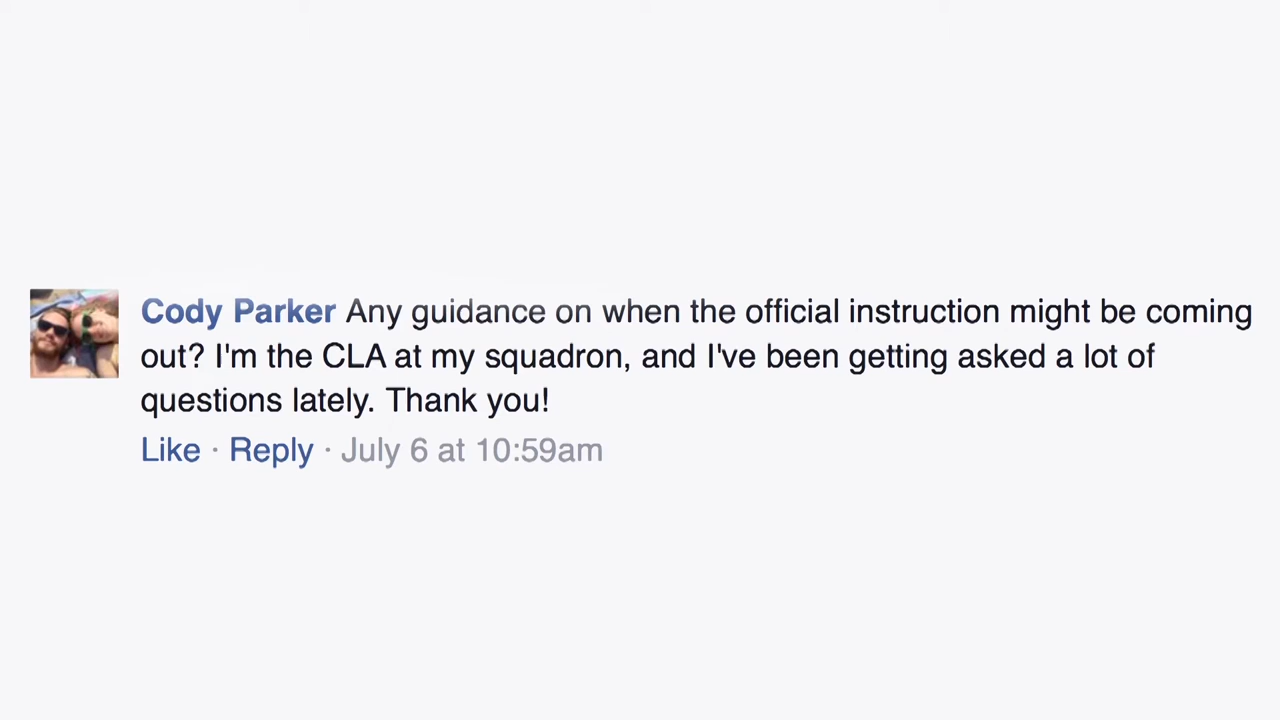 Cody Parker Any guidance on when the official instruction might be coming
out? I'm the CLA at my squadron, and I've been getting asked a lot of
questions lately. Thank you!
Like · Reply · July 6 at 10:59am